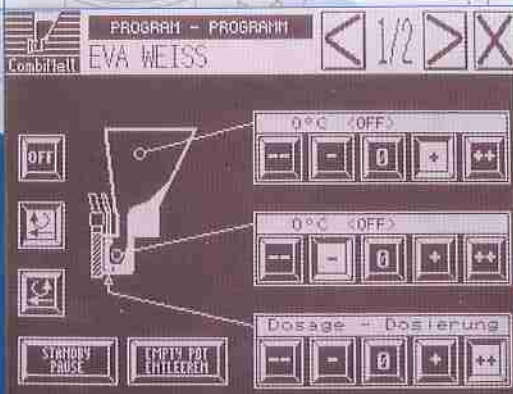 PROGRAM - PROGRAMM
CombiMelt
EVA WEISS
1/2
0°C <OFF>
OFF
-- - 0 + ++
0°C <OFF>
-- - 0 + ++
Dosage - Dosierung
-- - 0 + ++
STANDBY
PAUSE
EMPTY POT
ENTLEEREN